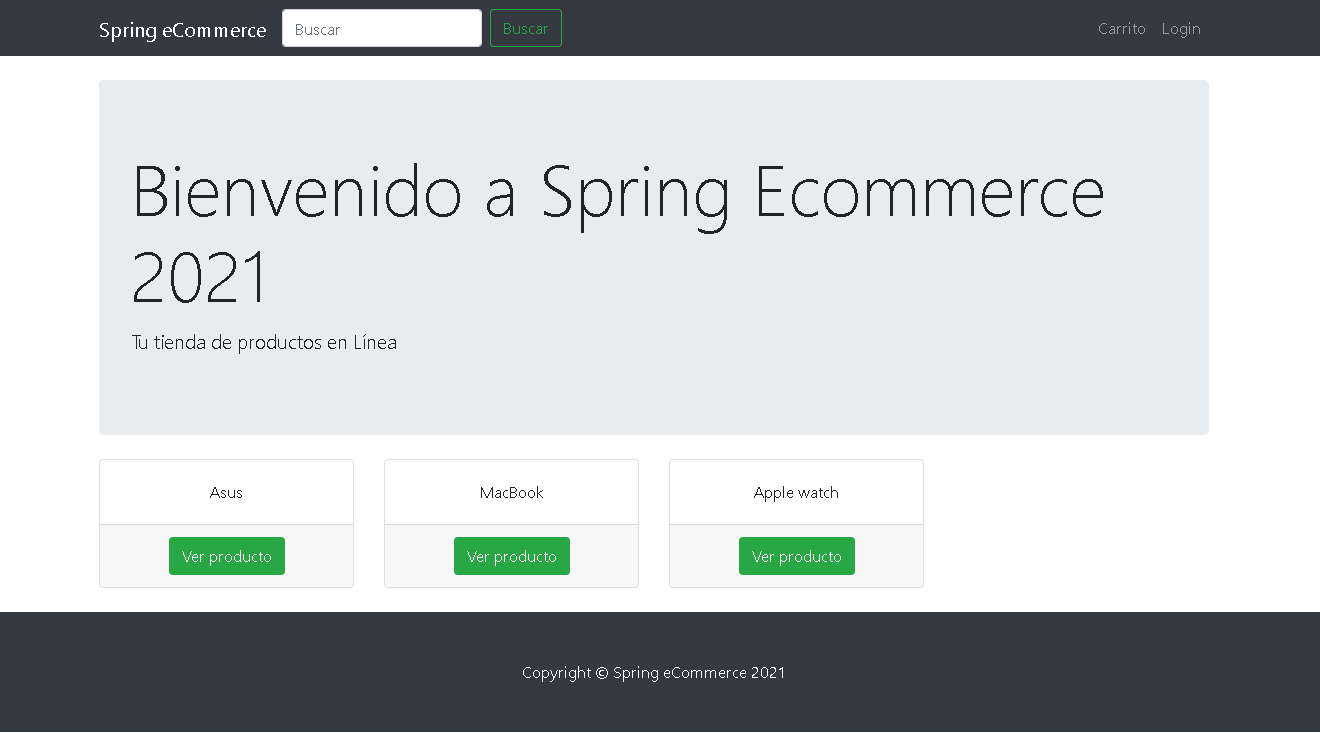 Spring eCommerce Buscar Buscar Carrito Login
Bienvenido a Spring Ecommerce
2021
Tu tienda de productos en Línea
Asus MacBook Apple watch
Ver producto Ver producto Ver producto
Copyright © Spring eCommerce 2021